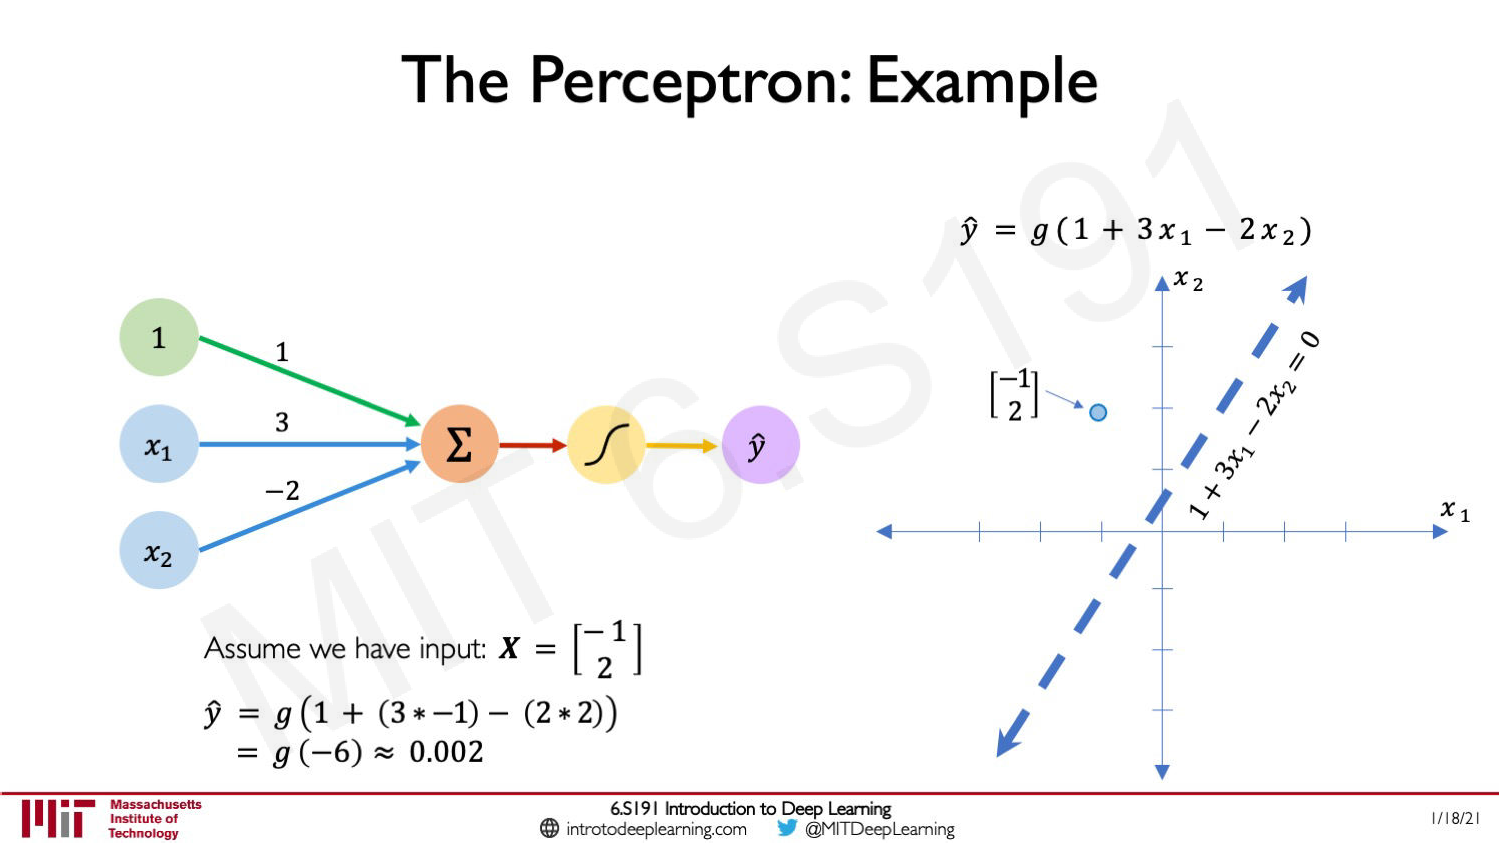 The Perceptron: Example
MIT 6.S191
ŷ = g(1 + 3x₁ − 2x₂)
1
x₁
x₂
1
3
−2
Σ
ŷ
x₂
x₁
[−1
2]
1 + 3x₁ − 2x₂ = 0
Assume we have input: X = [−1
2]
ŷ = g(1 + (3 * −1) − (2 * 2))
= g(−6) ≈ 0.002
Massachusetts
Institute of
Technology
6.S191 Introduction to Deep Learning
introtodeeplearning.com @MITDeepLearning
1/18/21